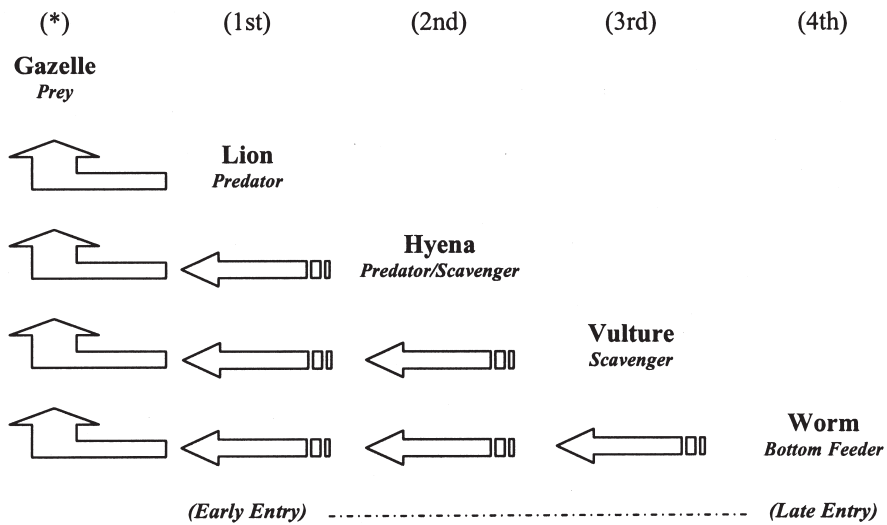 (*) (1st) (2nd) (3rd) (4th)
Gazelle
Prey
Lion
Predator
Hyena
Predator/Scavenger
Vulture
Scavenger
Worm
Bottom Feeder
(Early Entry) (Late Entry)